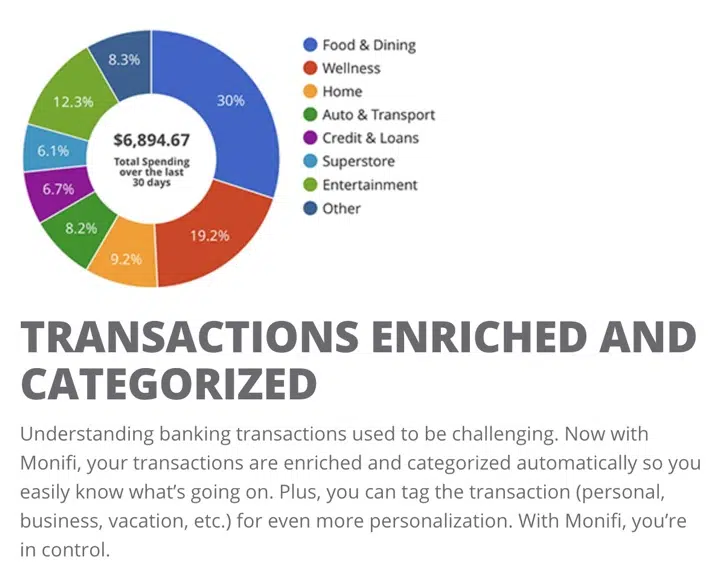 8.3%
30%
12.3%
6.1%
6.7%
8.2%
9.2%
19.2%
$6,894.67
Total Spending
over the last
30 days
Food & Dining
Wellness
Home
Auto & Transport
Credit & Loans
Superstore
Entertainment
Other
TRANSACTIONS ENRICHED AND
CATEGORIZED
Understanding banking transactions used to be challenging. Now with
Monifi, your transactions are enriched and categorized automatically so you
easily know what’s going on. Plus, you can tag the transaction (personal,
business, vacation, etc.) for even more personalization. With Monifi, you’re
in control.